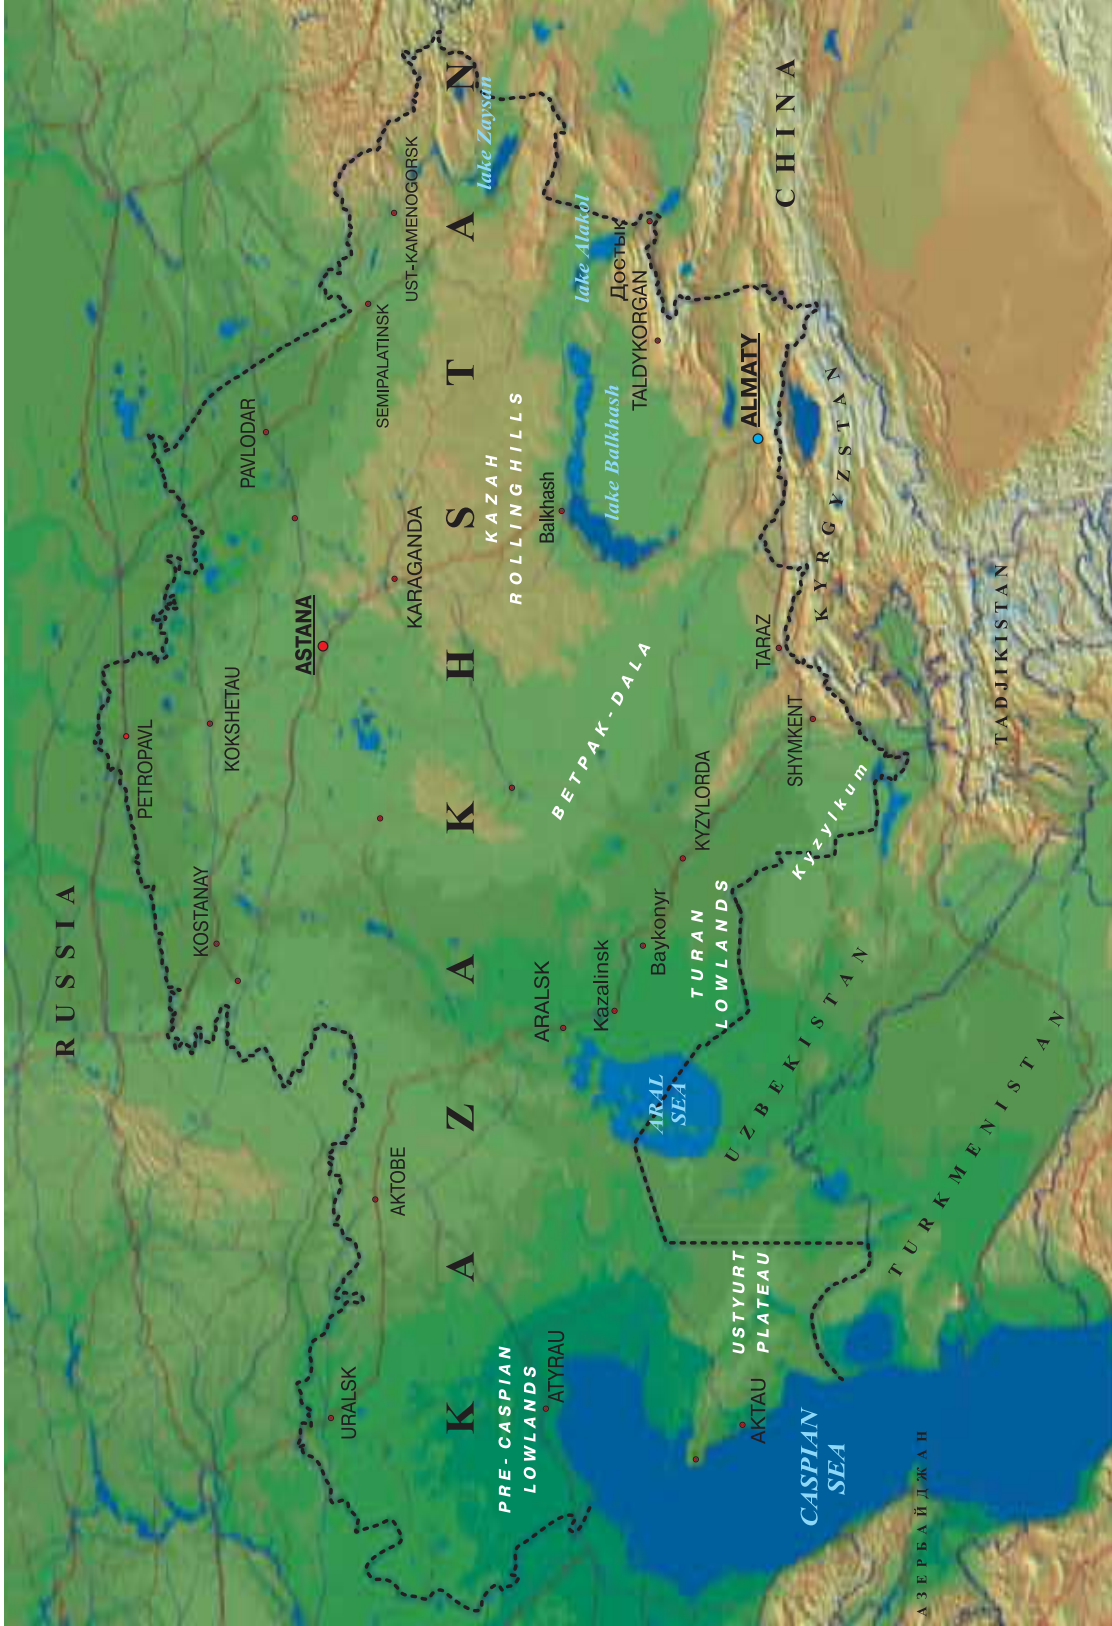 RUSSIA
PETROPAVL
KOSTANAY
KOKSHETAU
PAVLODAR
ASTANA
URALSK
AKTOBE
SEMIPALATINSK
UST-KAMENOGORSK
KARAGANDA
KAZAKHSTAN
lake Zaysan
KAZAH
ROLLING HILLS
PRE-CASPIAN
LOWLANDS
ATYRAU
ARALSK
Kazalinsk
Baykonyr
BETPAK-DALA
Balkhash
lake Balkhash
lake Alakol
Достык
TALDYKORGAN
ARAL
SEA
TURAN
LOWLANDS
KYZYLORDA
Kyzylkum
SHYMKENT
TARAZ
ALMATY
CHINA
KYRGYZSTAN
USTYURT
PLATEAU
AKTAU
CASPIAN
SEA
UZBEKISTAN
TURKMENISTAN
TADJIKISTAN
АЗЕРБАЙДЖАН